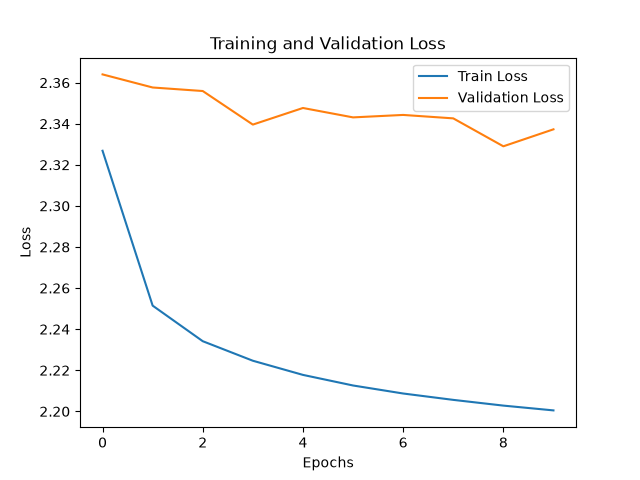 Training and Validation Loss
Train Loss
Validation Loss
2.36
2.34
2.32
2.30
2.28
2.26
2.24
2.22
2.20
Loss
0
2
4
6
8
Epochs